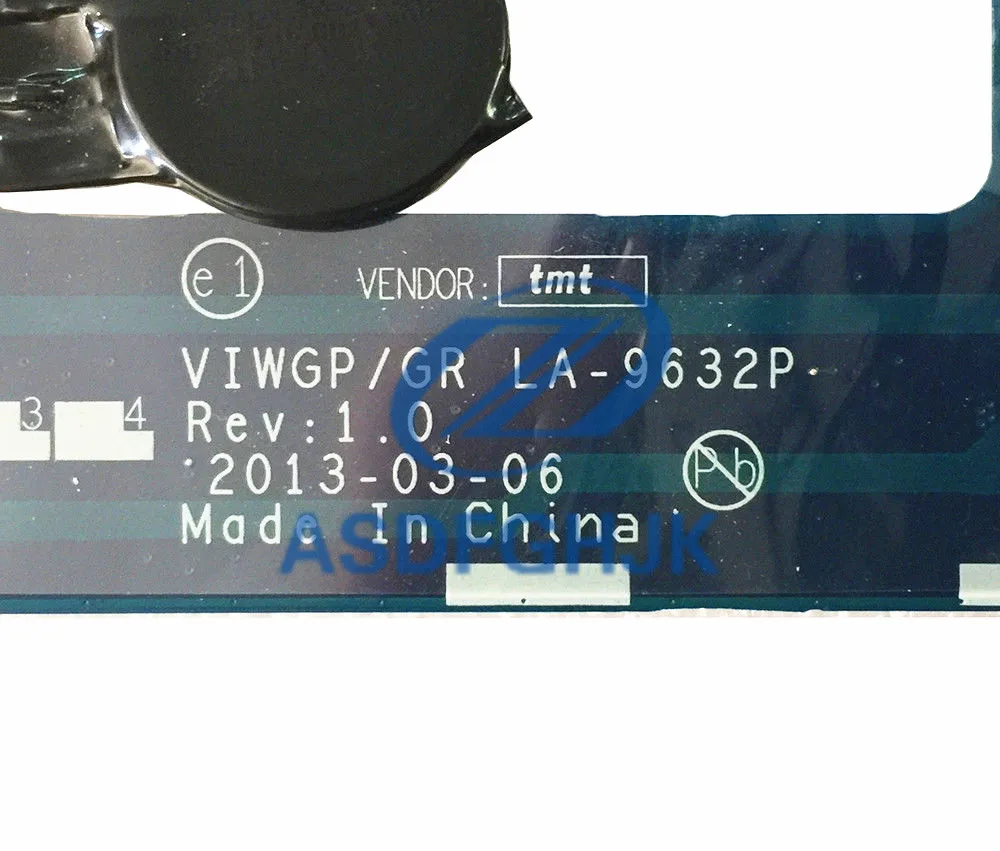 e1 VENDOR: tmt
VIWGP/GR LA-9632P
3 4 Rev:1.0
2013-03-06 Pb
Made In China
ASDFGHJK